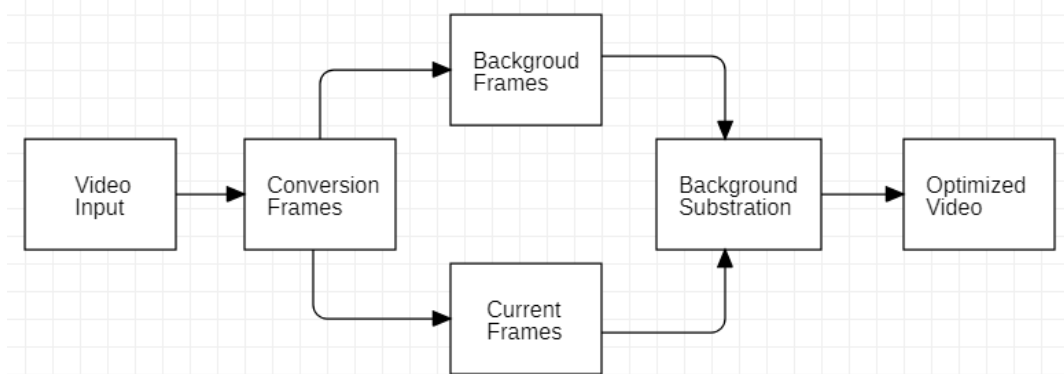 Video
Input
Conversion
Frames
Backgroud
Frames
Current
Frames
Background
Substration
Optimized
Video